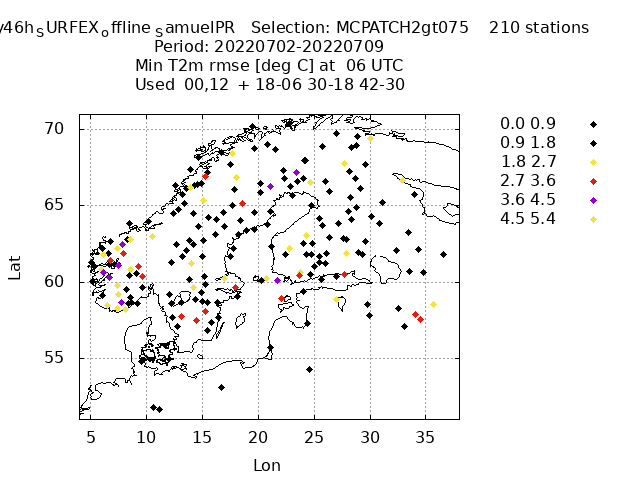 y46h_SURFEX_offline_samuelPR Selection: MCPATCH2gt075 210 stations
Period: 20220702-20220709
Min T2m rmse [deg C] at 06 UTC
Used 00,12 + 18-06 30-18 42-30
70
65
60
55
5 10 15 20 25 30 35
Lat
Lon
0.0 0.9
0.9 1.8
1.8 2.7
2.7 3.6
3.6 4.5
4.5 5.4